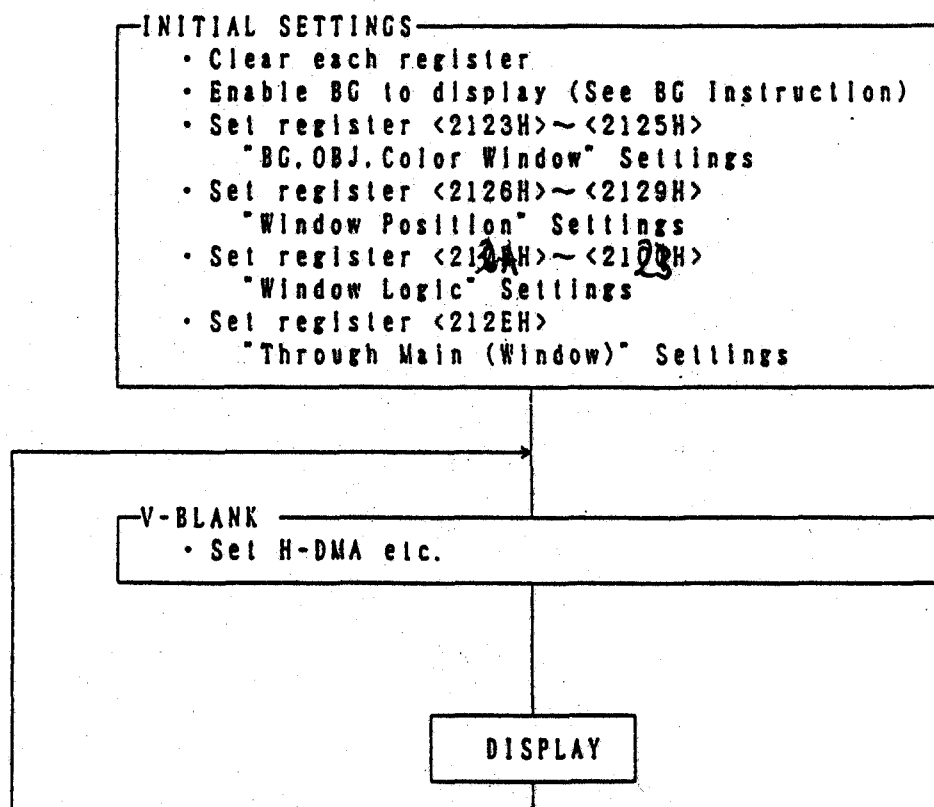 INITIAL SETTINGS
・Clear each register
・Enable BG to display (See BG Instruction)
・Set register <2123H>~<2125H>
"BG.OBJ.Color Window" Settings
・Set register <2126H>~<2129H>
"Window Position" Settings
・Set register <212AH>~<212BH>
"Window Logic" Settings
・Set register <212EH>
"Through Main (Window)" Settings
V-BLANK
・Set H-DMA etc.
DISPLAY